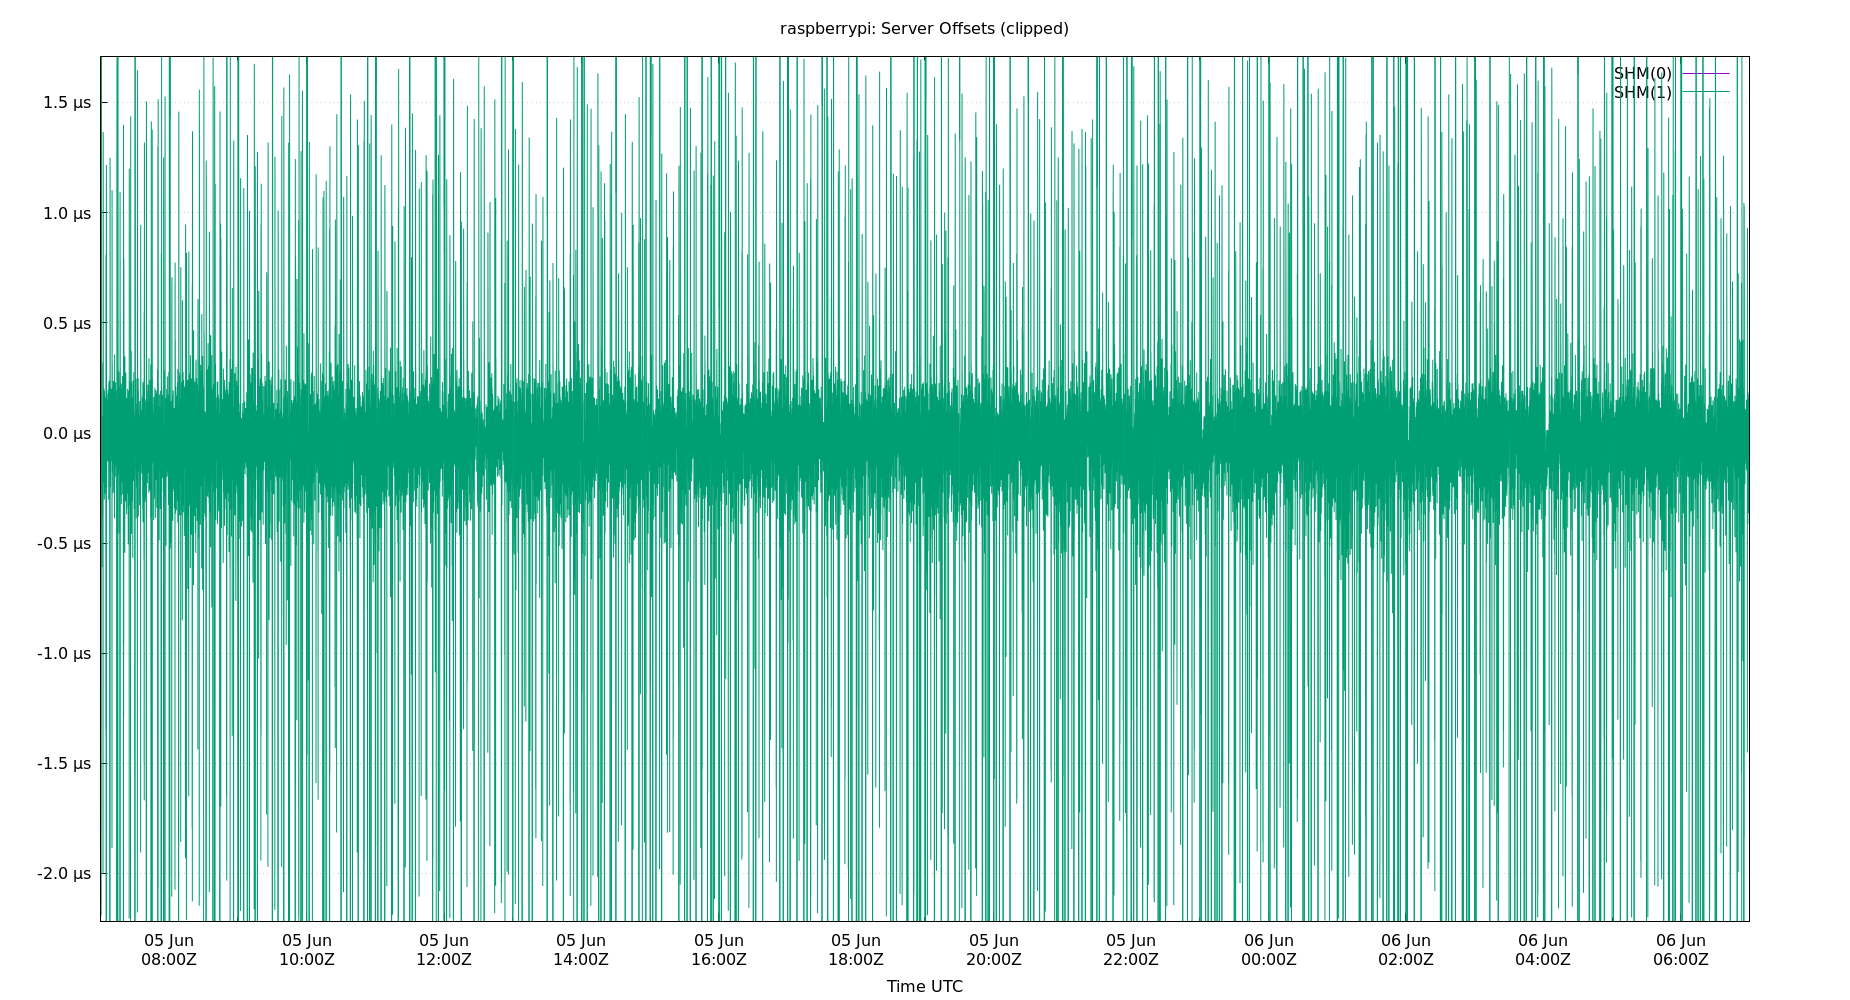 raspberrypi: Server Offsets (clipped)
SHM(0)
SHM(1)
1.5 µs
1.0 µs
0.5 µs
0.0 µs
-0.5 µs
-1.0 µs
-1.5 µs
-2.0 µs
05 Jun 05 Jun 05 Jun 05 Jun 05 Jun 05 Jun 05 Jun 05 Jun 06 Jun 06 Jun 06 Jun 06 Jun
08:00Z 10:00Z 12:00Z 14:00Z 16:00Z 18:00Z 20:00Z 22:00Z 00:00Z 02:00Z 04:00Z 06:00Z
Time UTC